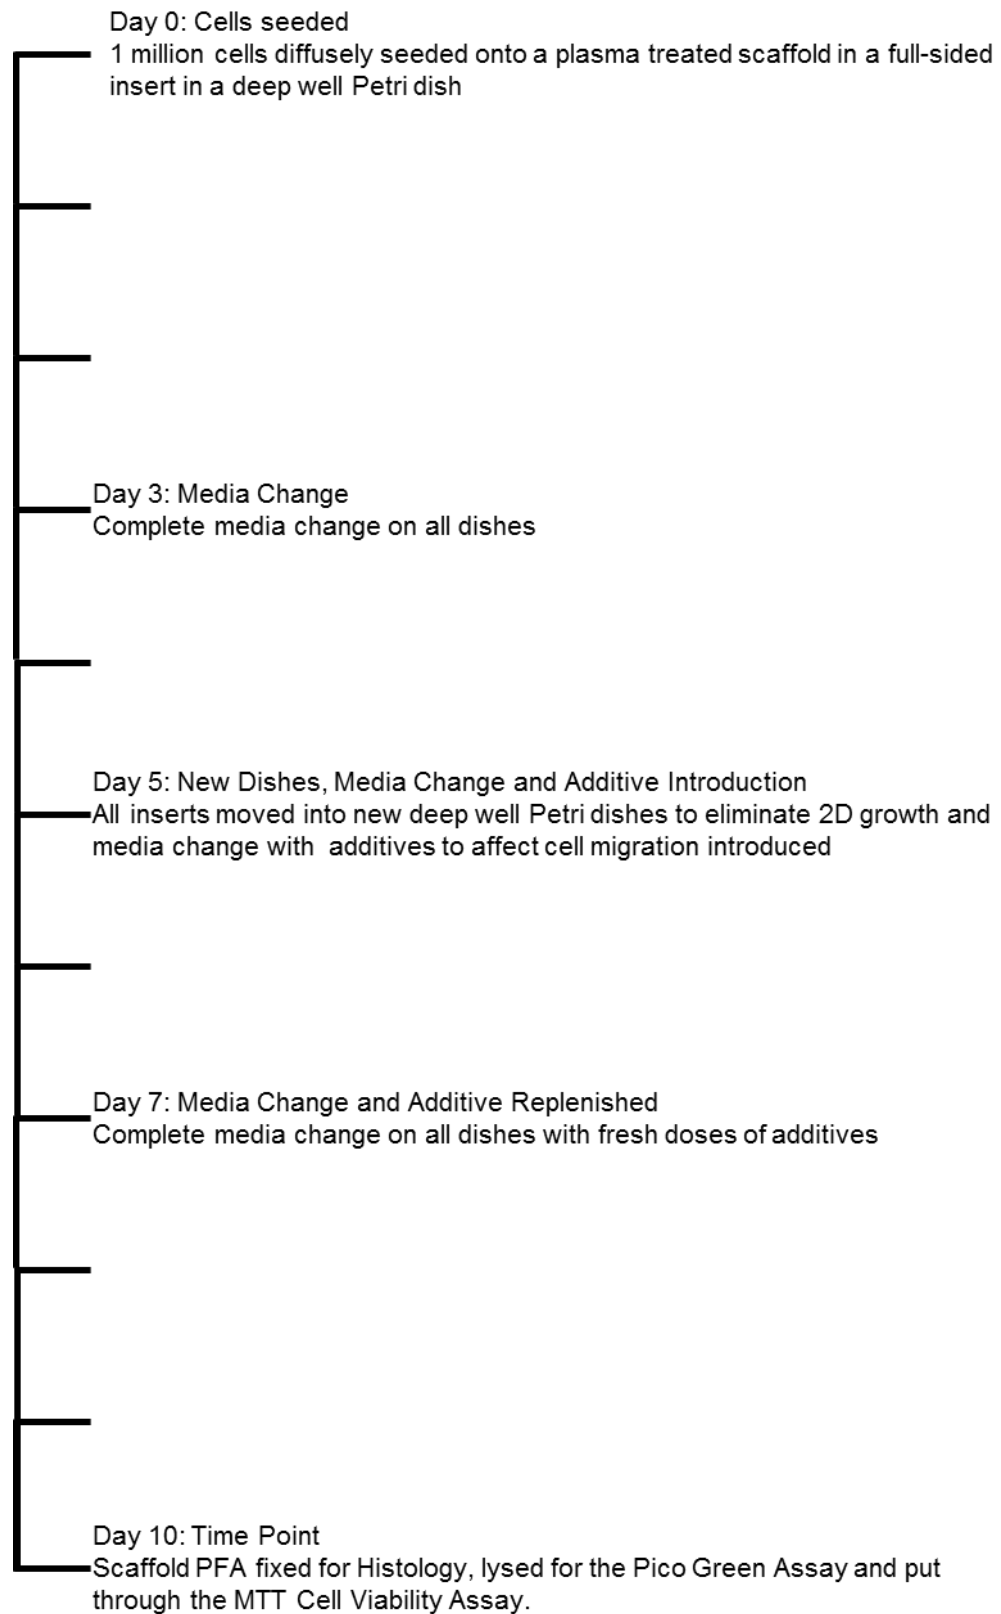 Day 0: Cells seeded
1 million cells diffusely seeded onto a plasma treated scaffold in a full-sided
insert in a deep well Petri dish
Day 3: Media Change
Complete media change on all dishes
Day 5: New Dishes, Media Change and Additive Introduction
All inserts moved into new deep well Petri dishes to eliminate 2D growth and
media change with additives to affect cell migration introduced
Day 7: Media Change and Additive Replenished
Complete media change on all dishes with fresh doses of additives
Day 10: Time Point
Scaffold PFA fixed for Histology, lysed for the Pico Green Assay and put
through the MTT Cell Viability Assay.